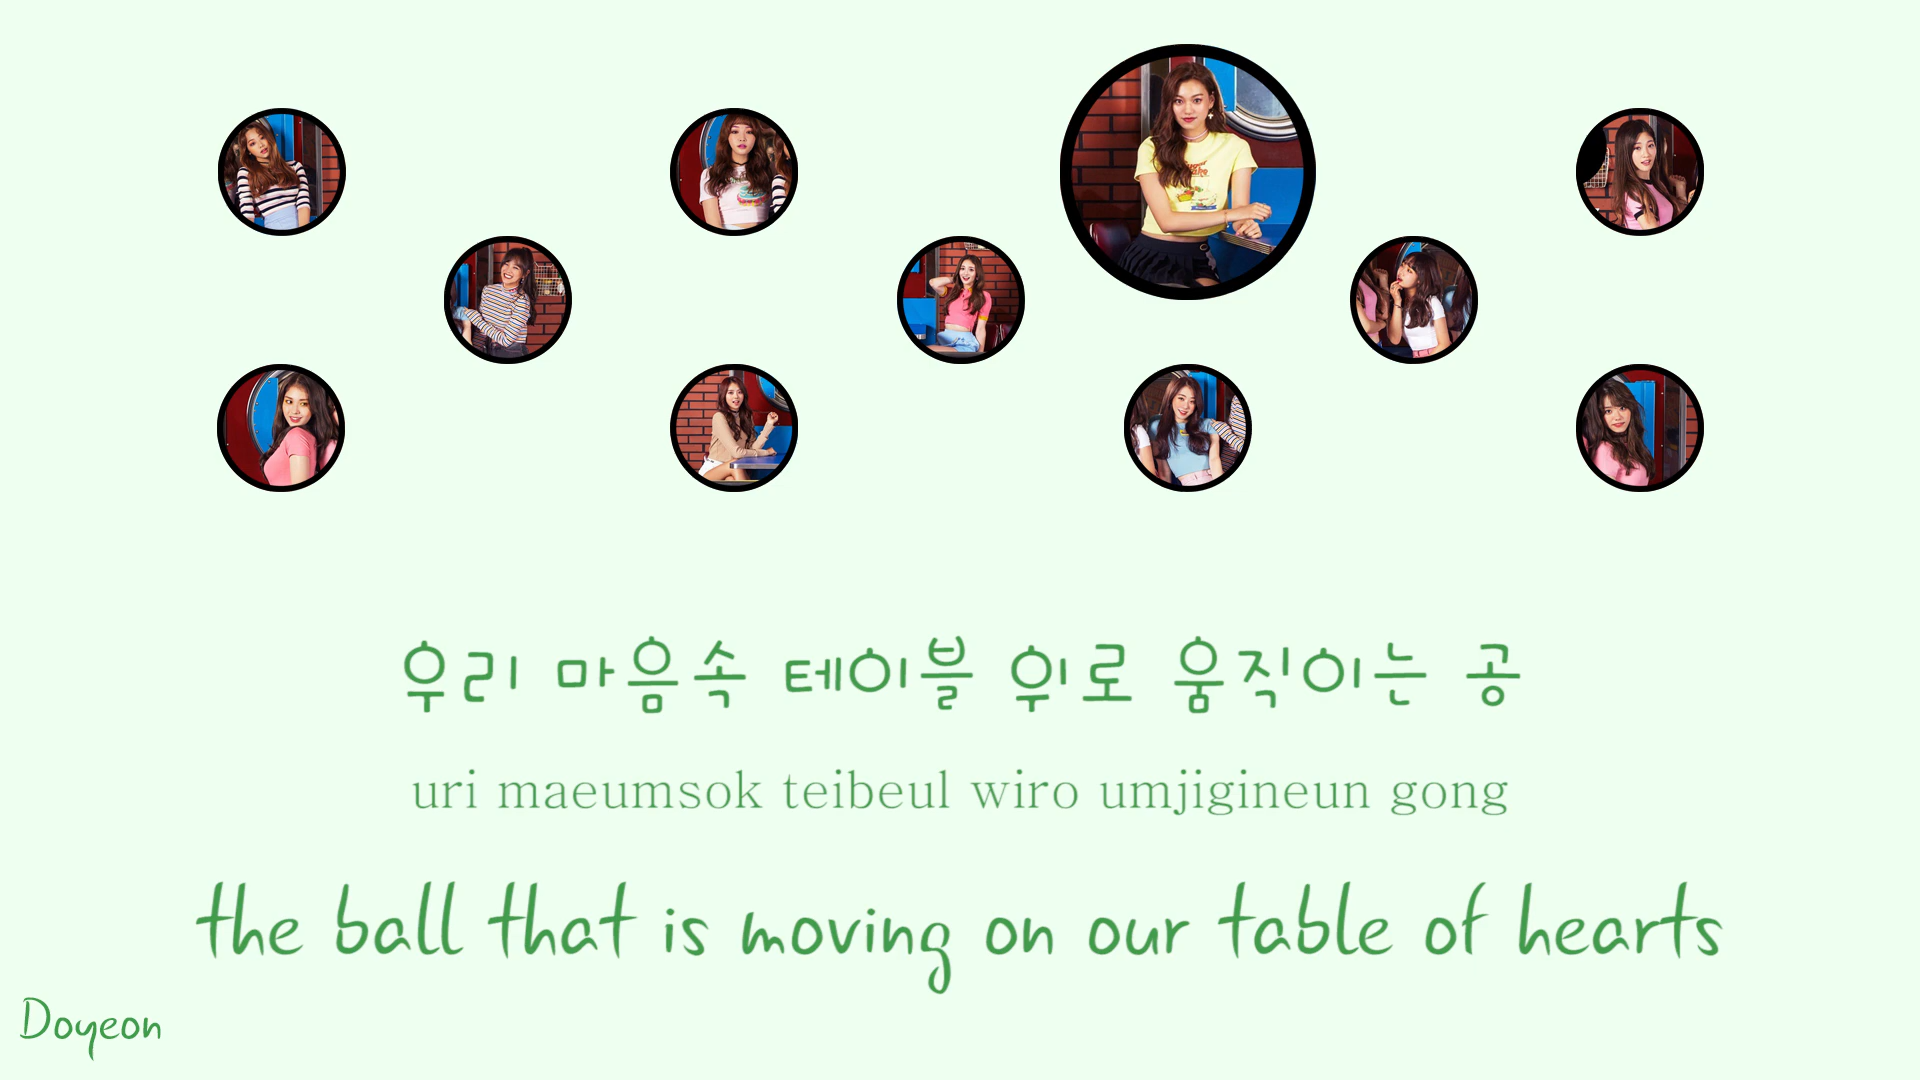 우리 마음속 테이블 위로 움직이는 공
uri maeumsok teibeul wiro umjigineun gong
the ball that is moving on our table of hearts
Doyeon